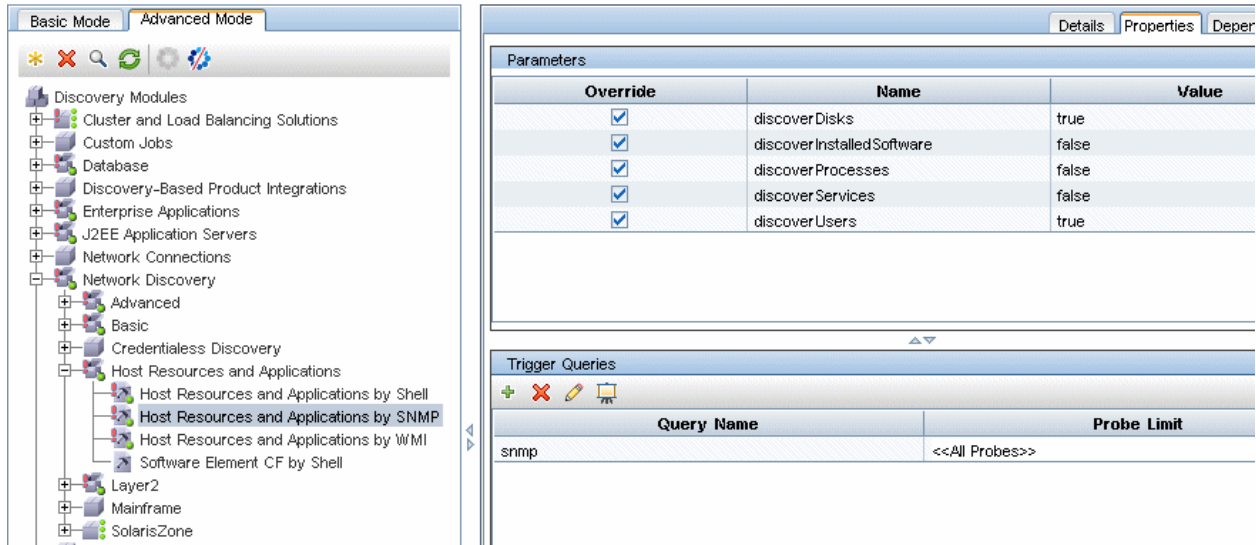 Basic Mode
Advanced Mode
Discovery Modules
Cluster and Load Balancing Solutions
Custom Jobs
Database
Discovery-Based Product Integrations
Enterprise Applications
J2EE Application Servers
Network Connections
Network Discovery
Advanced
Basic
Credentialess Discovery
Host Resources and Applications
Host Resources and Applications by Shell
Host Resources and Applications by SNMP
Host Resources and Applications by WMI
Software Element CF by Shell
Layer2
Mainframe
SolarisZone
Details Properties Depen
Parameters
Override Name Value
discoverDisks true
discoverInstalledSoftware false
discoverProcesses false
discoverServices false
discoverUsers true
Trigger Queries
Query Name Probe Limit
snmp <<All Probes>>